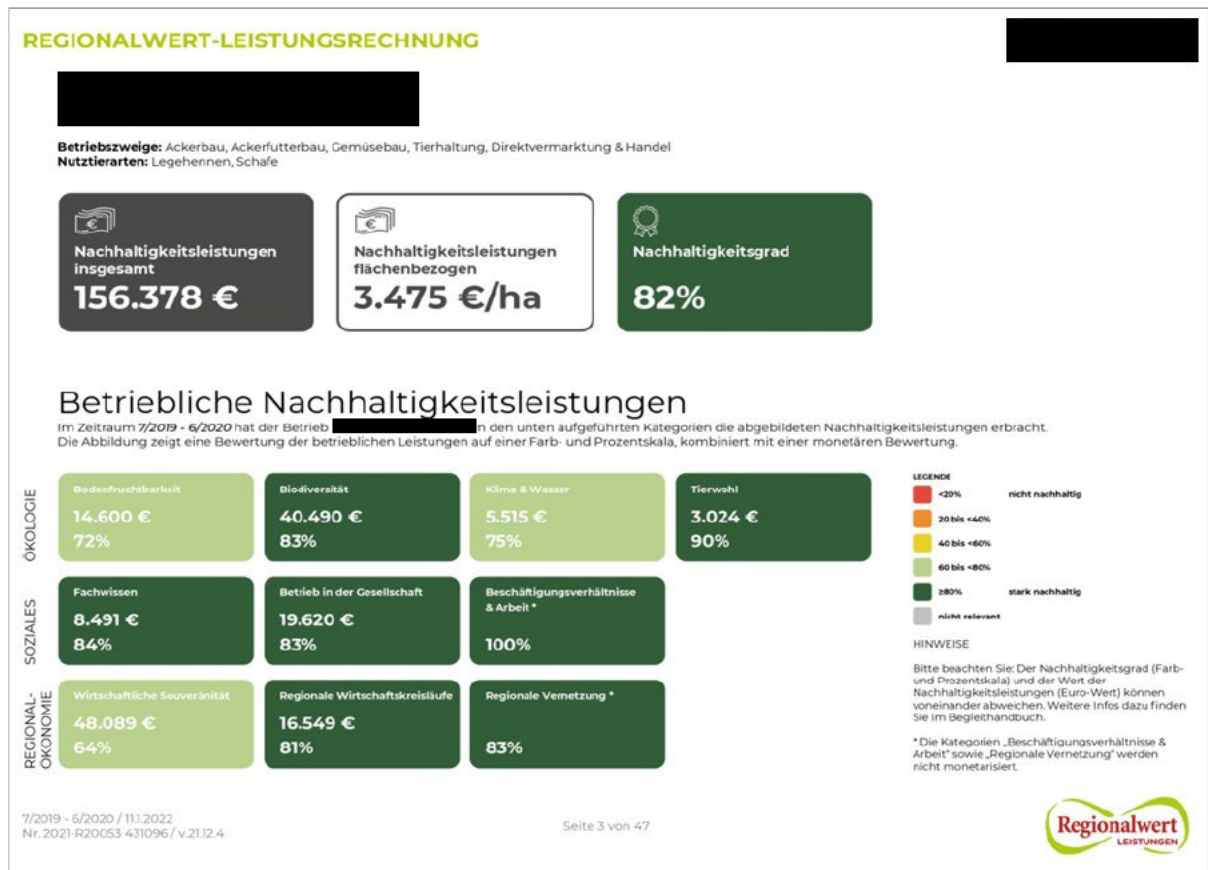 REGIONALWERT-LEISTUNGSRECHNUNG
Betriebszweige: Ackerbau, Ackerfutterbau, Gemüsebau, Tierhaltung, Direktvermarktung & Handel
Nutztierarten: Legehennen, Schafe
Nachhaltigkeitsleistungen
insgesamt
156.378 €
Nachhaltigkeitsleistungen
flächenbezogen
3.475 €/ha
Nachhaltigkeitsgrad
82%
Betriebliche Nachhaltigkeitsleistungen
Im Zeitraum 7/2019 - 6/2020 hat der Betrieb n den unten aufgeführten Kategorien die abgebildeten Nachhaltigkeitsleistungen erbracht.
Die Abbildung zeigt eine Bewertung der betrieblichen Leistungen auf einer Farb- und Prozentskala, kombiniert mit einer monetären Bewertung.
ÖKOLOGIE
Bodenfruchtbarkeit
14.600 €
72%
Biodiversität
40.490 €
83%
Klima & Wasser
5.515 €
75%
Tierwohl
3.024 €
90%
SOZIALES
Fachwissen
8.491 €
84%
Betrieb in der Gesellschaft
19.620 €
83%
Beschäftigungsverhältnisse
& Arbeit *
100%
REGIONAL-
ÖKONOMIE
Wirtschaftliche Souveränität
48.089 €
64%
Regionale Wirtschaftskreisläufe
16.549 €
81%
Regionale Vernetzung *
83%
LEGENDE
<20% nicht nachhaltig
20 bis <40%
40 bis <60%
60 bis <80%
≥80% stark nachhaltig
nicht relevant
HINWEISE
Bitte beachten Sie: Der Nachhaltigkeitsgrad (Farb-
und Prozentskala) und der Wert der
Nachhaltigkeitsleistungen (Euro-Wert) können
voneinander abweichen. Weitere Infos dazu finden
Sie im Begleithandbuch.
* Die Kategorien „Beschäftigungsverhältnisse &
Arbeit" sowie „Regionale Vernetzung" werden
nicht monetarisiert.
7/2019 - 6/2020 / 11.1.2022
Nr. 2021-R20053 431096 / v.21.12.4
Seite 3 von 47
Regionalwert
LEISTUNGEN